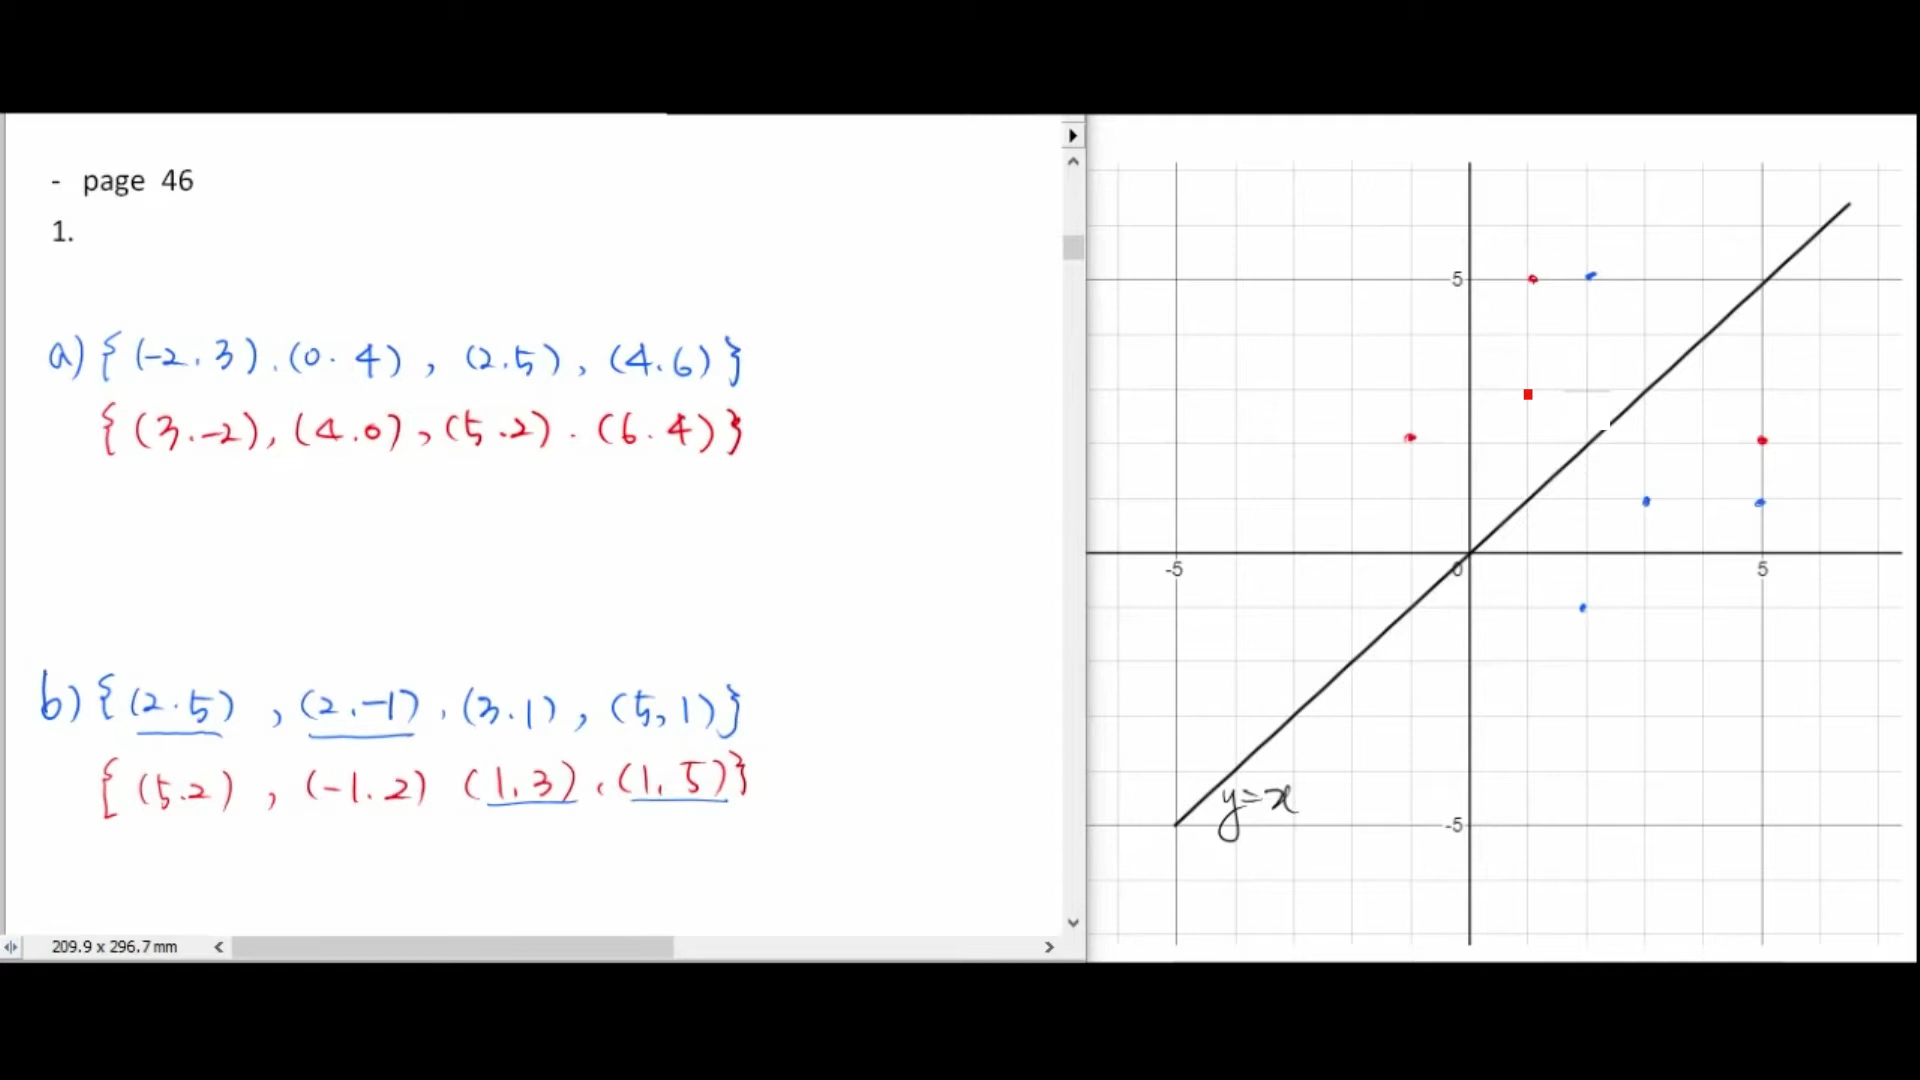 - page 46
1.
a) {(-2.3).(0.4), (2.5), (4.6)}
{(3.-2), (4.0), (5.2).(6.4)}
b) {(2.5), (2.-1).(3.1), (5,1)}
{(5.2), (-1.2) (1,3).(1,5)}
209.9 x 296.7 mm
5
-5
0
5
y=x
-5